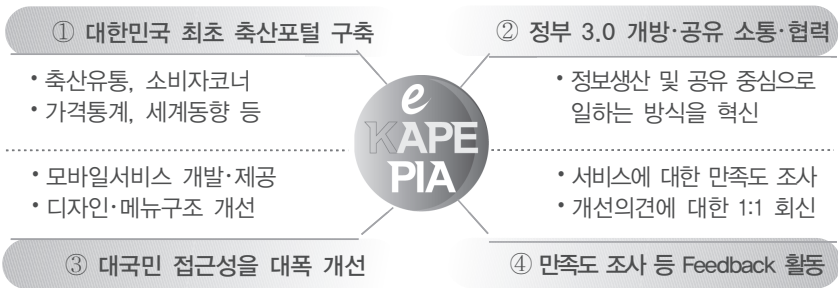 ① 대한민국 최초 축산포털 구축
② 정부 3.0 개방·공유 소통·협력
• 축산유통, 소비자코너
• 가격통계, 세계동향 등
• 정보생산 및 공유 중심으로
일하는 방식을 혁신
e
KAPE
PIA
• 모바일서비스 개발·제공
• 디자인·메뉴구조 개선
• 서비스에 대한 만족도 조사
• 개선의견에 대한 1:1 회신
③ 대국민 접근성을 대폭 개선
④ 만족도 조사 등 Feedback 활동